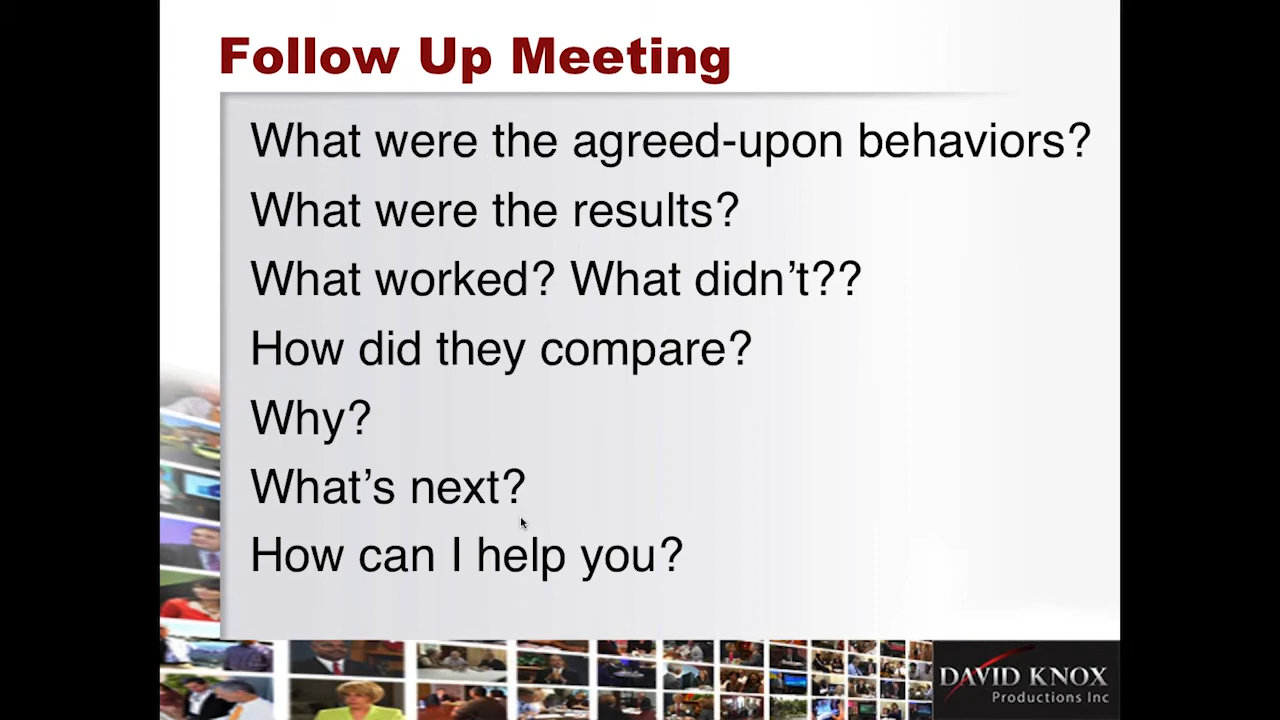 Follow Up Meeting
What were the agreed-upon behaviors?
What were the results?
What worked? What didn’t??
How did they compare?
Why?
What’s next?
How can I help you?
DAVID KNOX
Productions Inc